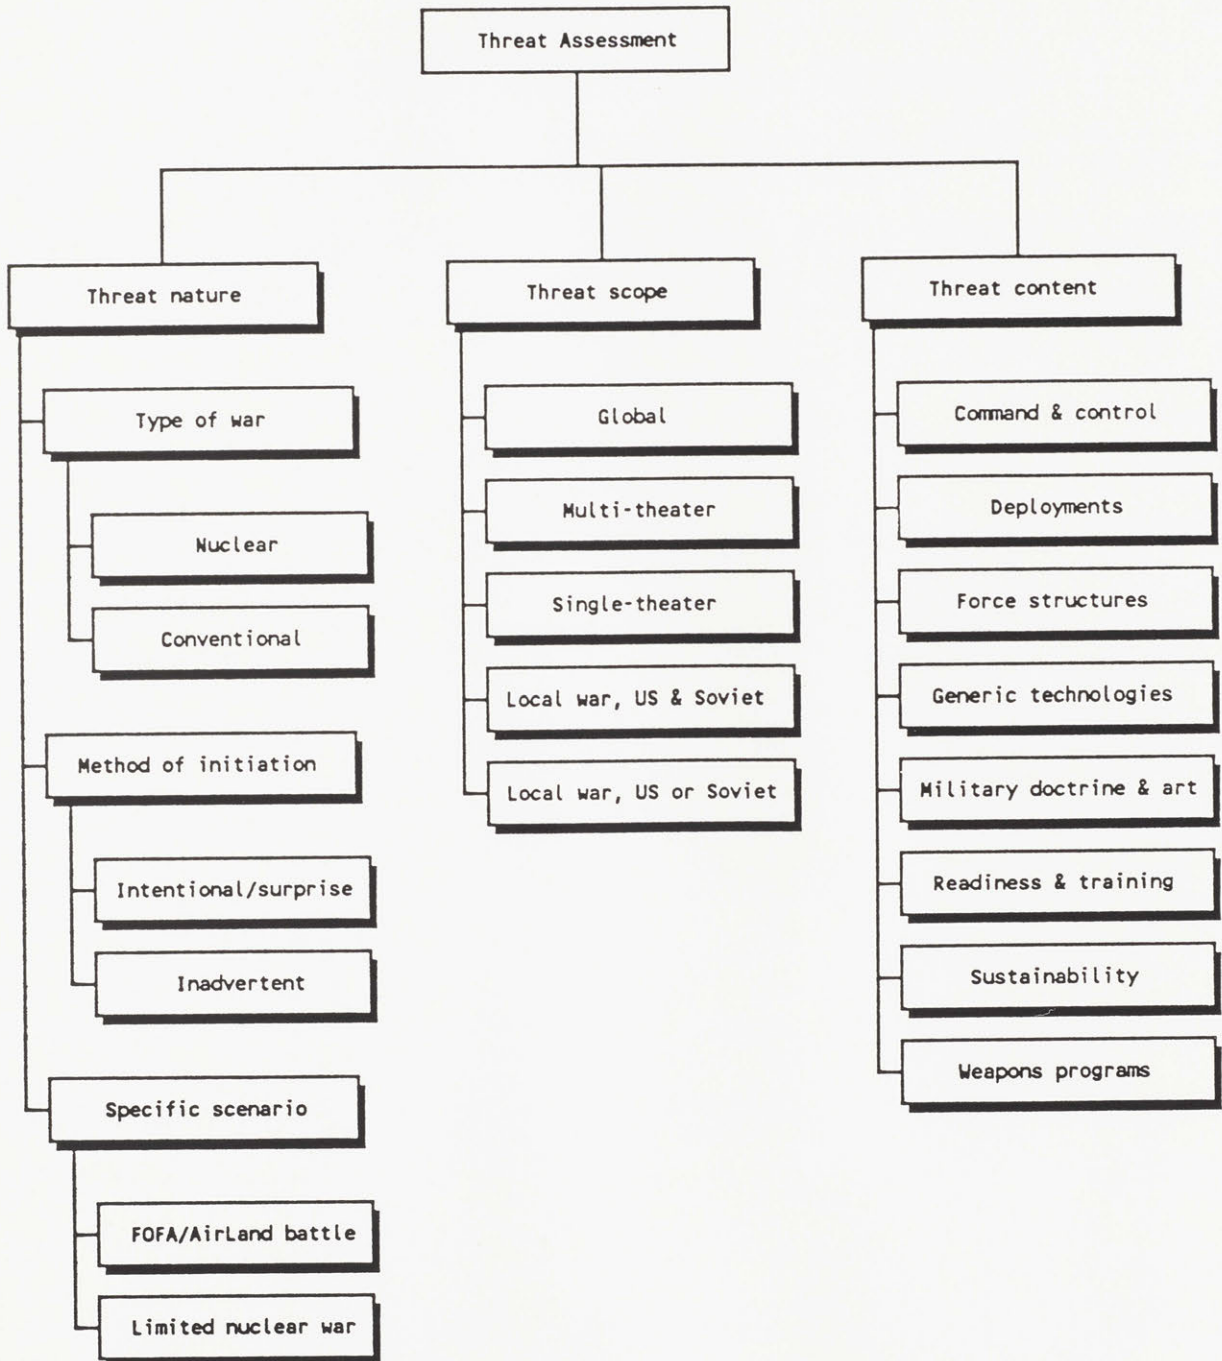 Threat Assessment
Threat nature
Type of war
Nuclear
Conventional
Method of initiation
Intentional/surprise
Inadvertent
Specific scenario
FOFA/AirLand battle
Limited nuclear war
Threat scope
Global
Multi-theater
Single-theater
Local war, US & Soviet
Local war, US or Soviet
Threat content
Command & control
Deployments
Force structures
Generic technologies
Military doctrine & art
Readiness & training
Sustainability
Weapons programs